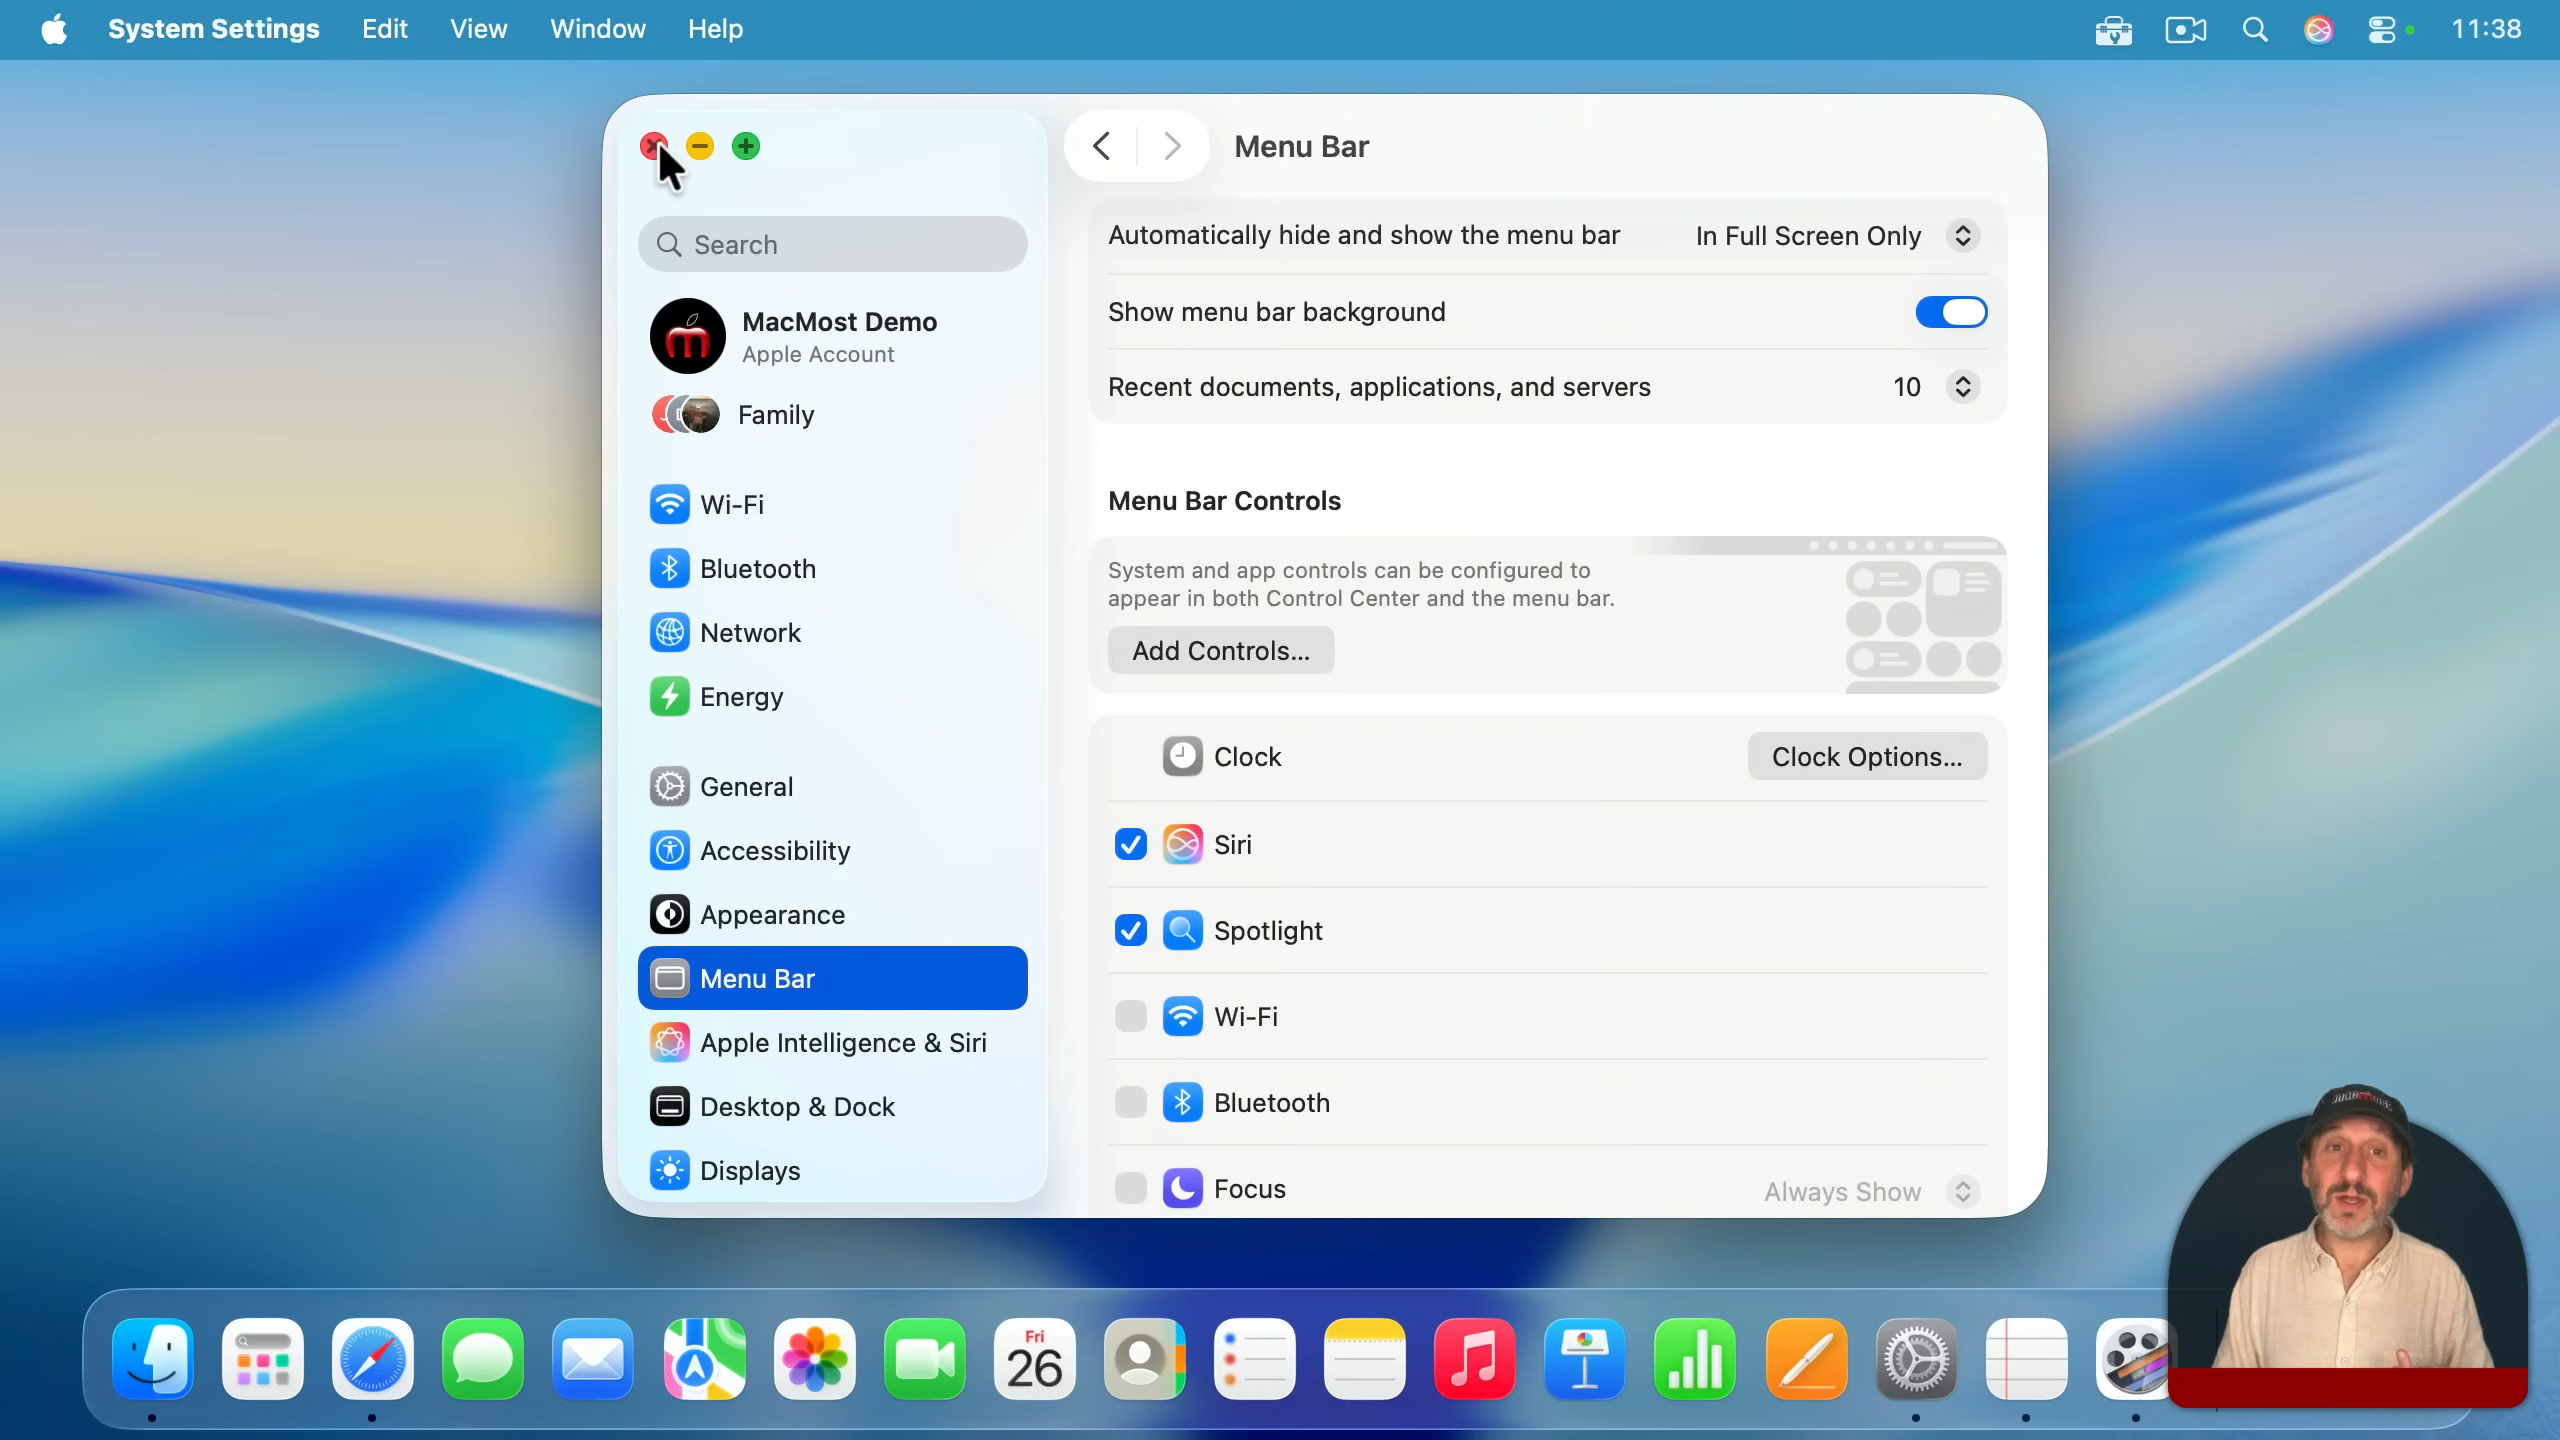 System Settings Edit View Window Help 11:38
Menu Bar
Search
MacMost Demo
Apple Account
Family
Wi-Fi
Bluetooth
Network
Energy
General
Accessibility
Appearance
Menu Bar
Apple Intelligence & Siri
Desktop & Dock
Displays
Automatically hide and show the menu bar In Full Screen Only
Show menu bar background
Recent documents, applications, and servers 10
Menu Bar Controls
System and app controls can be configured to
appear in both Control Center and the menu bar.
Add Controls...
Clock Clock Options...
Siri
Spotlight
Wi-Fi
Bluetooth
Focus Always Show
Fri
26